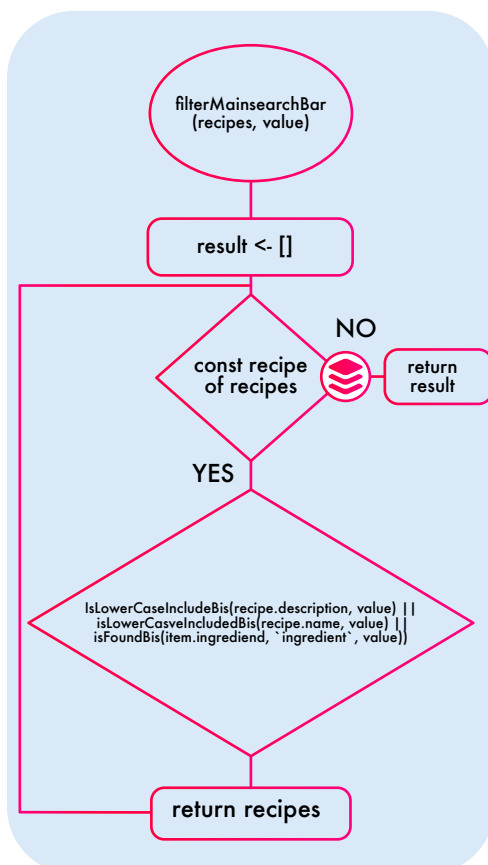 filterMainsearchBar
(recipes, value)
result <- []
NO
const recipe
of recipes
return
result
YES
IsLowerCaseIncludeBis(recipe.description, value) ||
isLowerCasveIncludedBis(recipe.name, value) ||
isFoundBis(item.ingrediend, `ingredient`, value))
return recipes